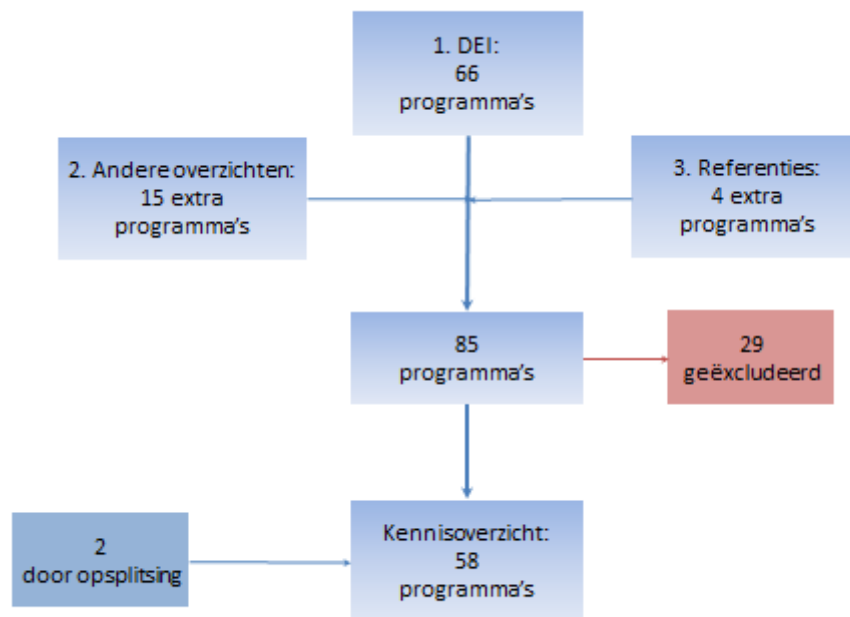 1. DEI:
66
programma's
2. Andere overzichten:
15 extra
programma's
3. Referenties:
4 extra
programma's
85
programma's
29
geëxcludeerd
2
door opsplitsing
Kennisoverzicht:
58
programma's